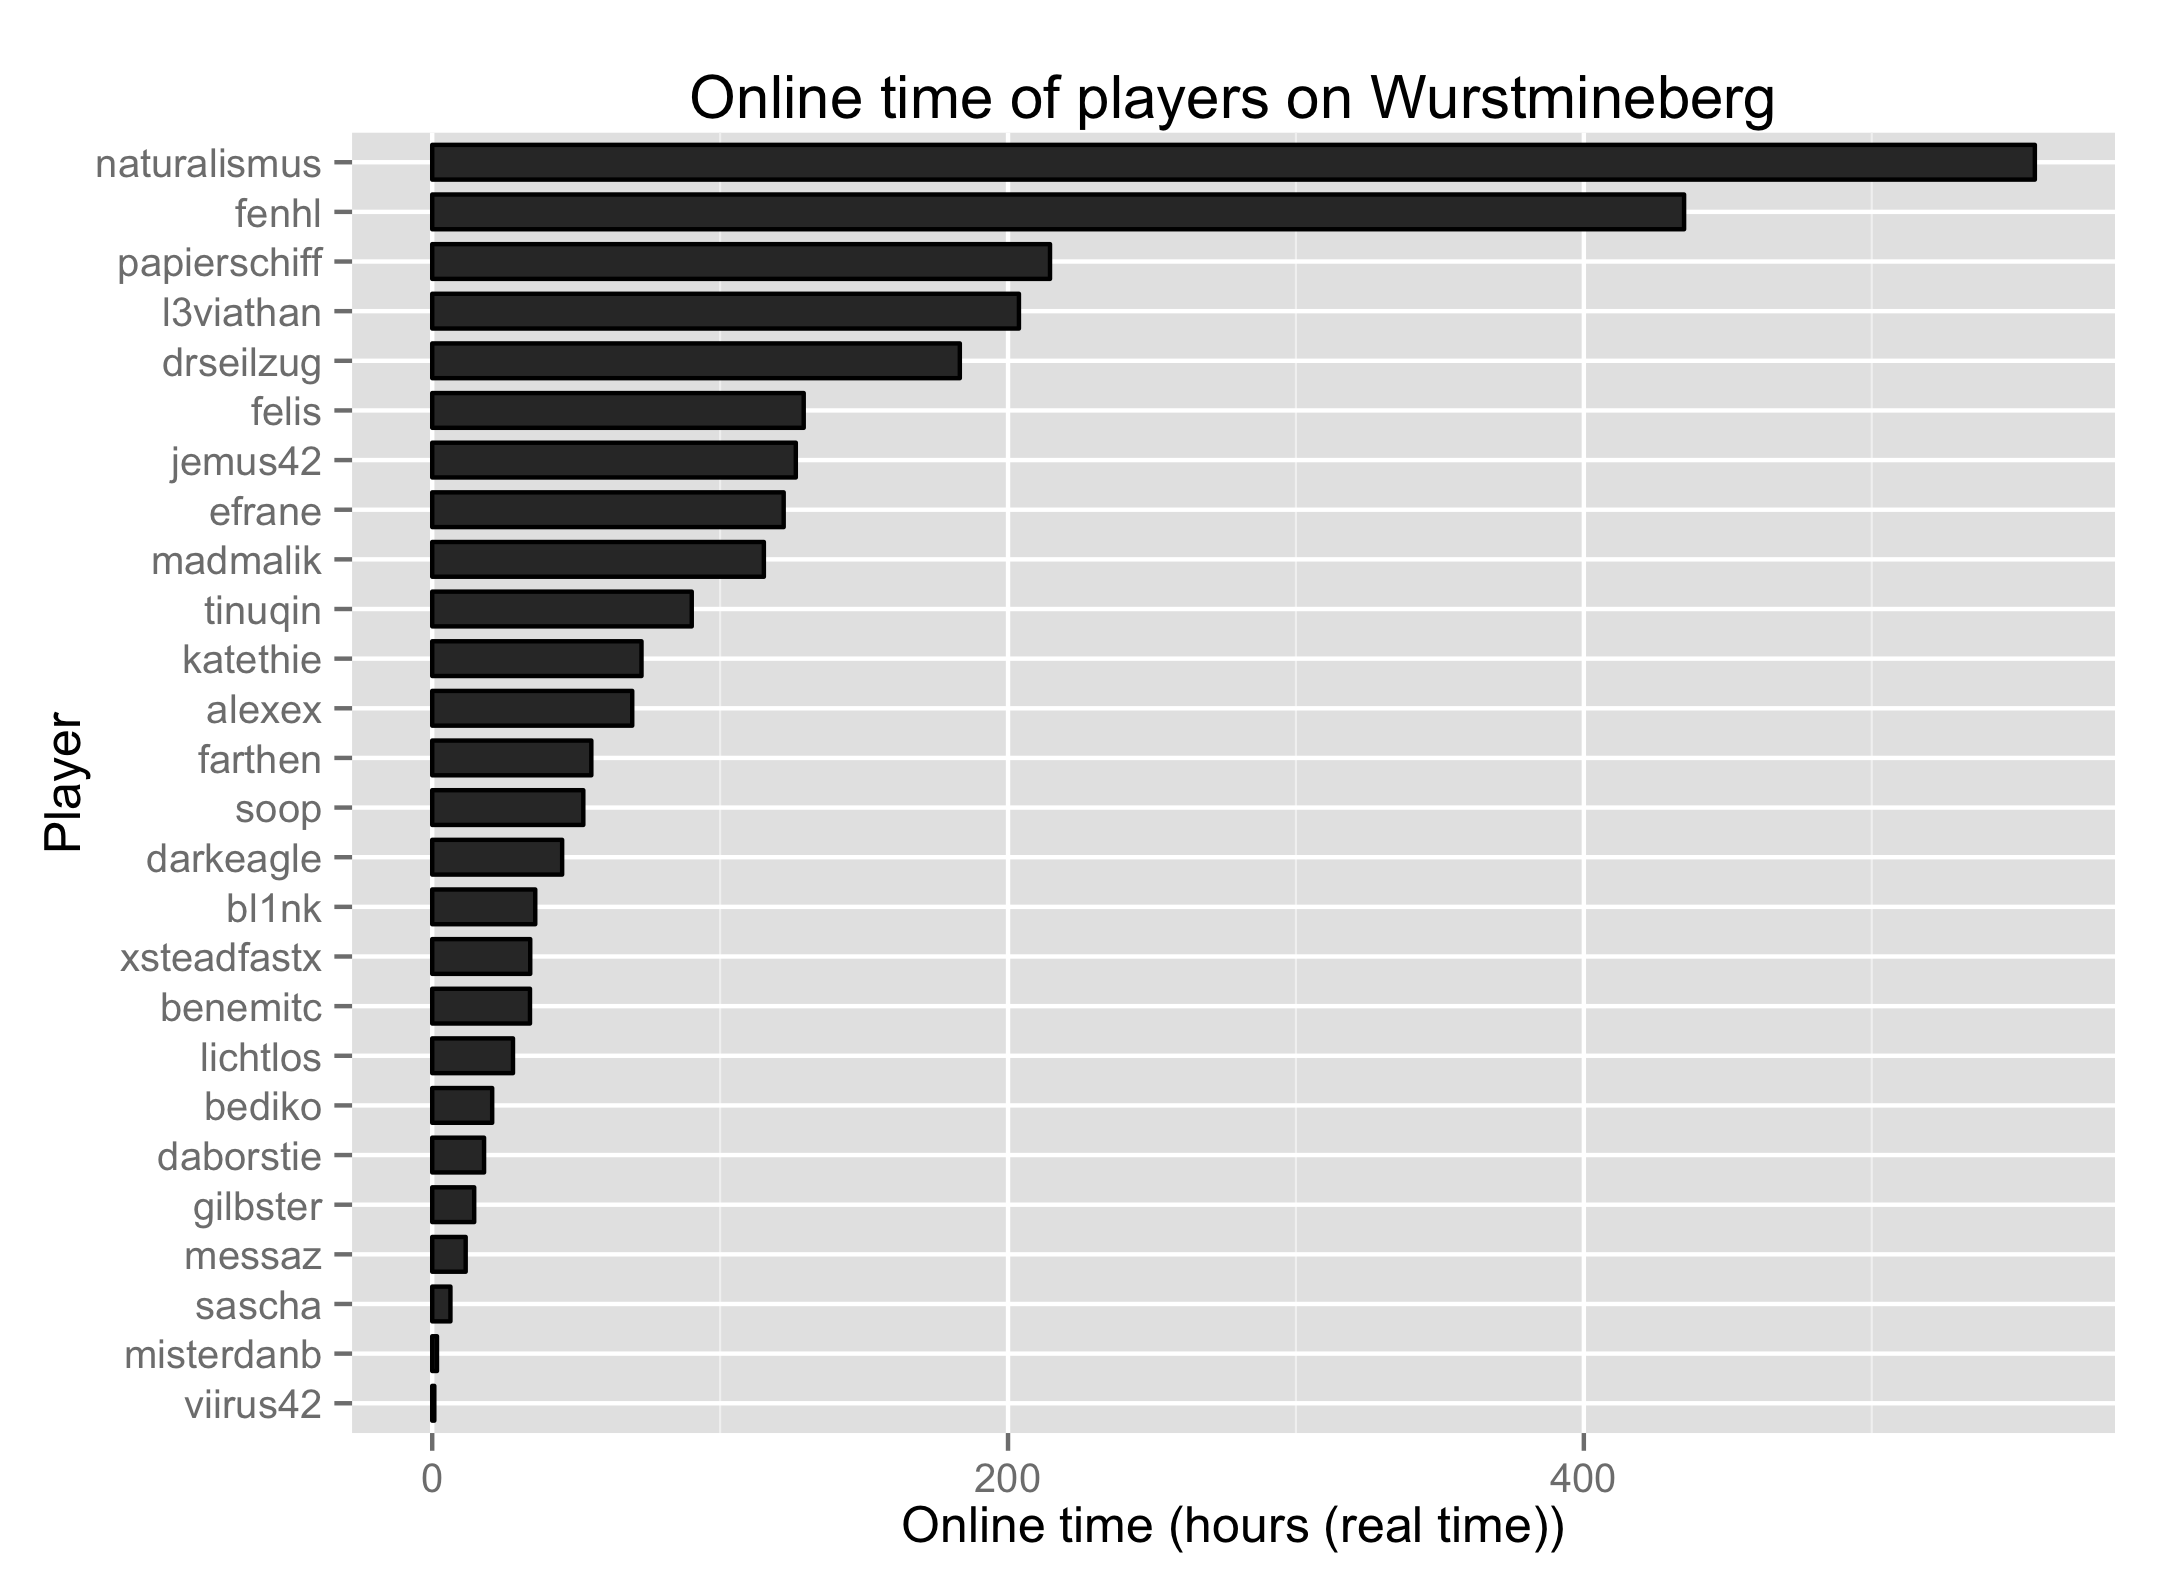 Online time of players on Wurstmineberg
naturalismus
fenhl
papierschiff
l3viathan
drseilzug
felis
jemus42
efrane
madmalik
tinuqin
katethie
alexex
farthen
soop
darkeagle
bl1nk
xsteadfastx
benemitc
lichtlos
bediko
daborstie
gilbster
messaz
sascha
misterdanb
viirus42
Player
0 200 400
Online time (hours (real time))